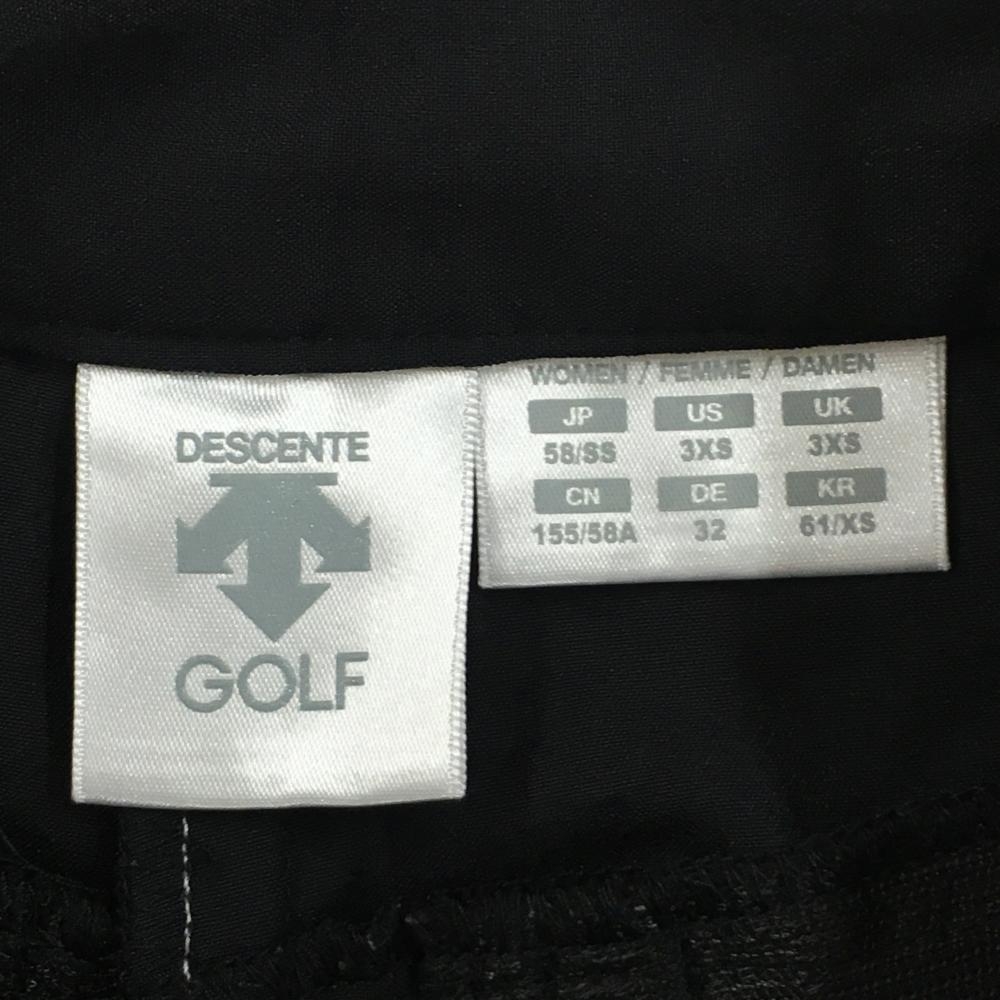 DESCENTE
GOLF
WOMEN / FEMME / DAMEN
JP US UK
58/SS 3XS 3XS
CN DE KR
155/58A 32 61/XS